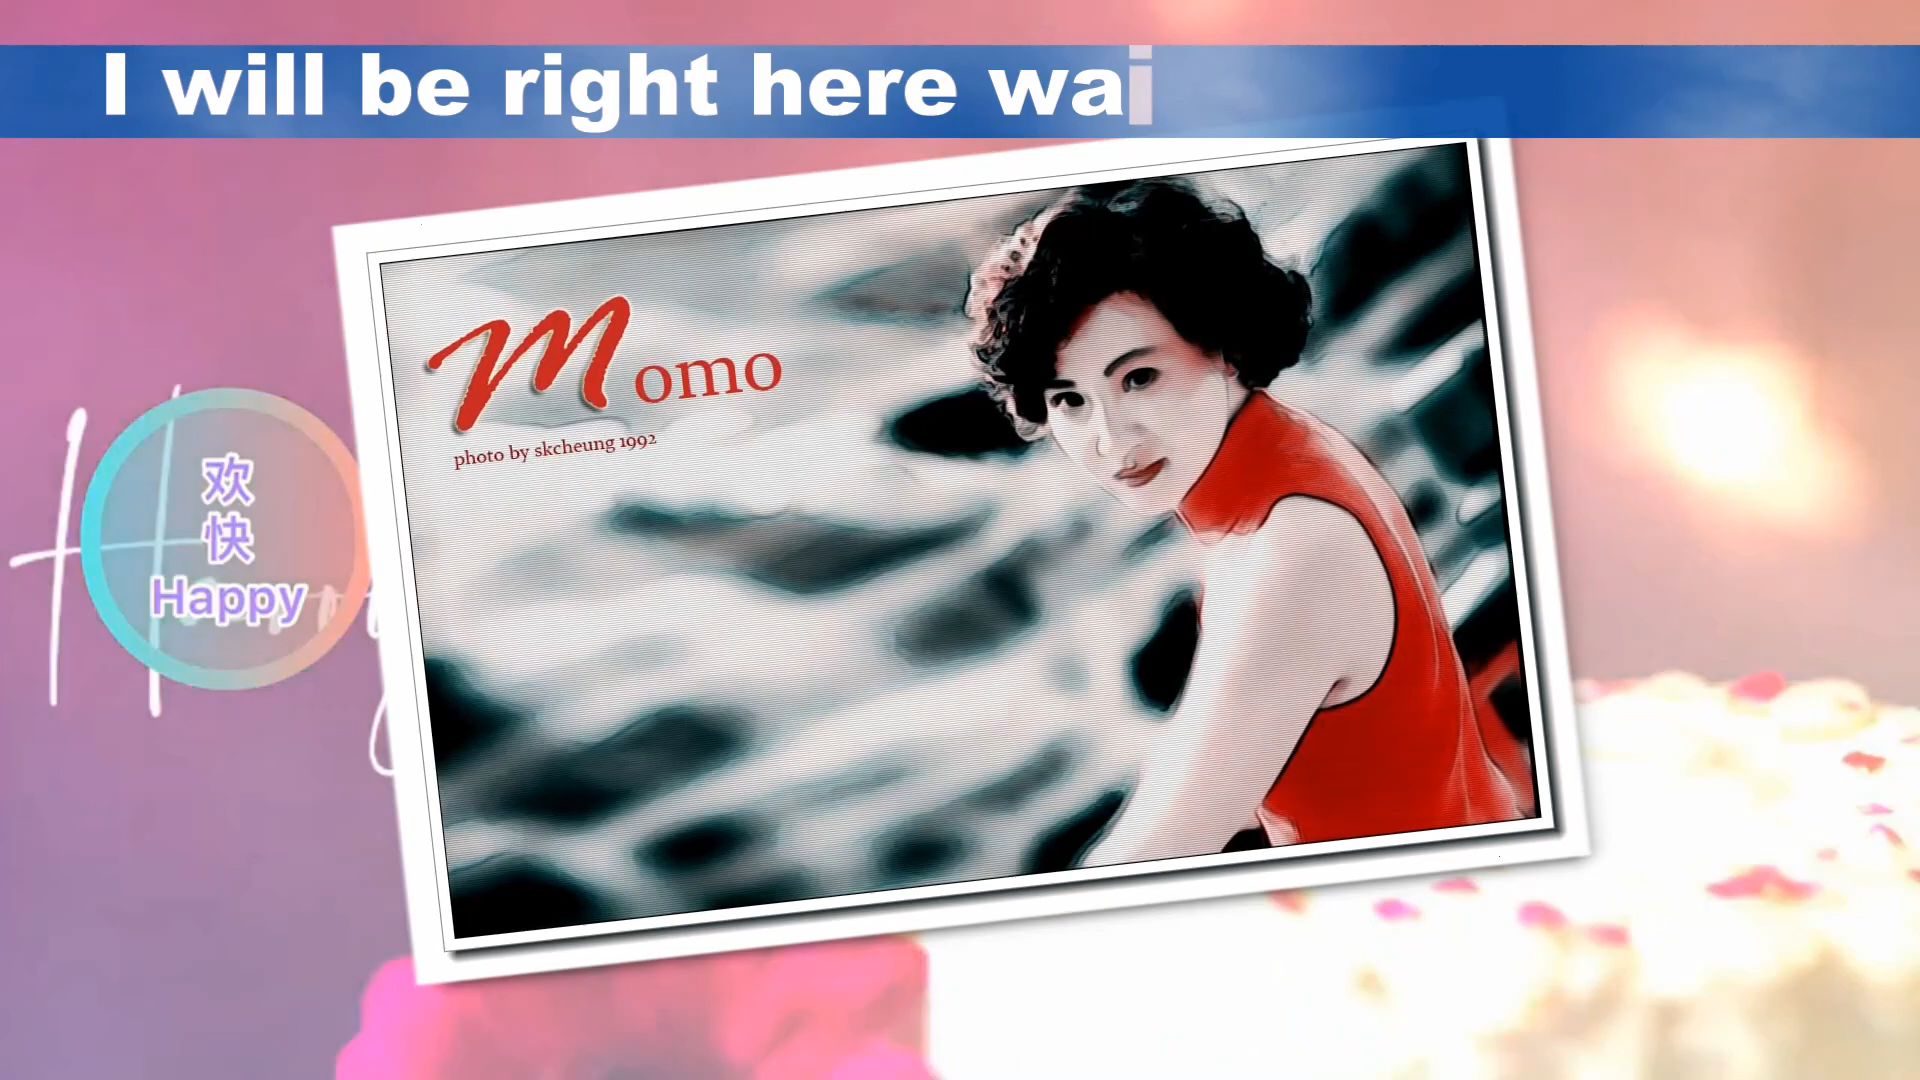 I will be right here wai
Momo
photo by skcheung 1992
欢
快
Happy